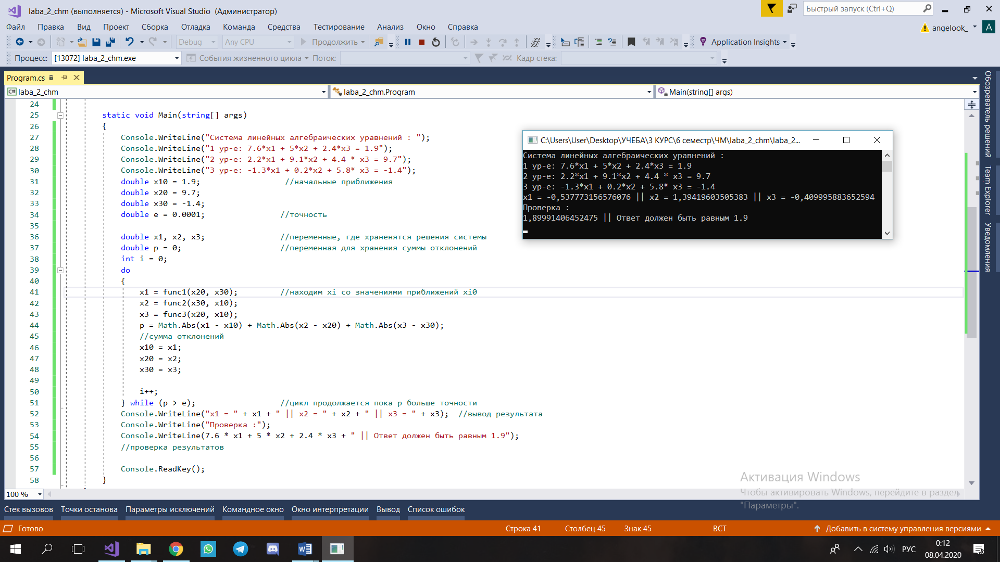 laba_2_chm (выполняется) - Microsoft Visual Studio (Администратор)
Быстрый запуск (Ctrl+Q)
Файл Правка Вид Проект Сборка Отладка Команда Средства Тестирование Анализ Окно Справка
angelook_ A
Debug Any CPU Продолжить Application Insights
Процесс: [13072] laba_2_chm.exe События жизненного цикла Поток: Кадр стека:
Program.cs
C# laba_2_chm laba_2_chm.Program Main(string[] args)
24
25 static void Main(string[] args)
26 {
27 Console.WriteLine("Система линейных алгебраических уравнений : ");
28 Console.WriteLine("1 ур-е: 7.6*x1 + 5*x2 + 2.4*x3 = 1.9");
29 Console.WriteLine("2 ур-е: 2.2*x1 + 9.1*x2 + 4.4 * x3 = 9.7");
30 Console.WriteLine("3 ур-е: -1.3*x1 + 0.2*x2 + 5.8* x3 = -1.4");
31 double x10 = 1.9; //начальные приближения
32 double x20 = 9.7;
33 double x30 = -1.4;
34 double e = 0.0001; //точность
35
36 double x1, x2, x3; //переменные, где храненятся решения системы
37 double p = 0; //переменная для хранения суммы отклонений
38 int i = 0;
39 do
40 {
41 x1 = func1(x20, x30); //находим xi со значениями приближений xi0
42 x2 = func2(x30, x10);
43 x3 = func3(x20, x10);
44 p = Math.Abs(x1 - x10) + Math.Abs(x2 - x20) + Math.Abs(x3 - x30);
45 //сумма отклонений
46 x10 = x1;
47 x20 = x2;
48 x30 = x3;
49
50 i++;
51 } while (p > e); //цикл продолжается пока p больше точности
52 Console.WriteLine("x1 = " + x1 + " || x2 = " + x2 + " || x3 = " + x3); //вывод результата
53 Console.WriteLine("Проверка :");
54 Console.WriteLine(7.6 * x1 + 5 * x2 + 2.4 * x3 + " || Ответ должен быть равным 1.9");
55 //проверка результатов
56
57 Console.ReadKey();
58 }
C:\Users\User\Desktop\УЧЕБА\3 КУРС\6 семестр\ЧМ\laba_2_chm\laba_2...
Система линейных алгебраических уравнений :
1 ур-е: 7.6*x1 + 5*x2 + 2.4*x3 = 1.9
2 ур-е: 2.2*x1 + 9.1*x2 + 4.4 * x3 = 9.7
3 ур-е: -1.3*x1 + 0.2*x2 + 5.8* x3 = -1.4
x1 = -0,537773156576076 || x2 = 1,39419603505383 || x3 = -0,409995883652594
Проверка :
1,89991406452475 || Ответ должен быть равным 1.9
Обозреватель решений
Team Explorer
Уведомления
Активация Windows
Чтобы активировать Windows, перейдите в раздел
"Параметры".
100 %
Стек вызовов Точки останова Параметры исключений Командное окно Окно интерпретации Вывод Список ошибок
Готово Строка 41 Столбец 45 Знак 45 ВСТ Добавить в систему управления версиями
РУС 0:12
08.04.2020